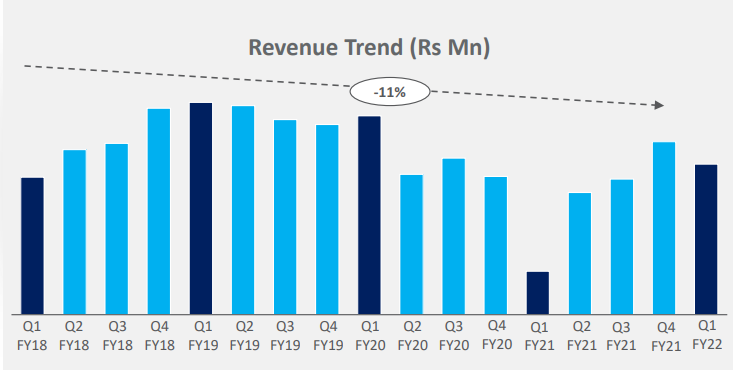 Revenue Trend (Rs Mn)
-11%
Q1 Q2 Q3 Q4 Q1 Q2 Q3 Q4 Q1 Q2 Q3 Q4 Q1 Q2 Q3 Q4 Q1
FY18 FY18 FY18 FY18 FY19 FY19 FY19 FY19 FY20 FY20 FY20 FY20 FY21 FY21 FY21 FY21 FY22